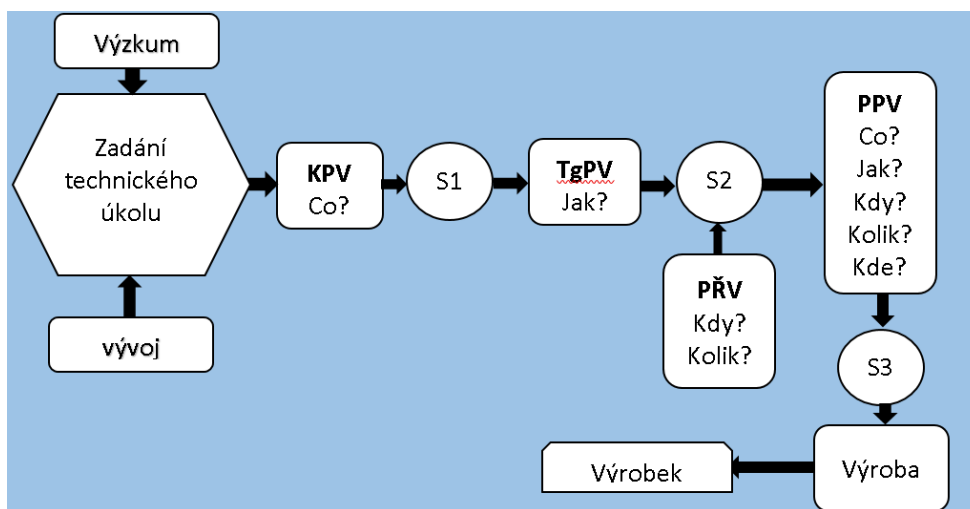 Výzkum
Zadání
technického
úkolu
vývoj
KPV
Co?
S1
TgPV
Jak?
S2
PŘV
Kdy?
Kolik?
PPV
Co?
Jak?
Kdy?
Kolik?
Kde?
S3
Výroba
Výrobek